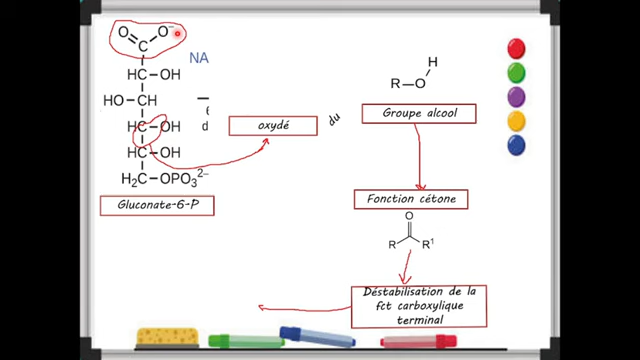 O O⁻
C
HC—OH
HO—CH
HC—OH
HC—OH
H₂C—OPO₃²⁻
Gluconate-6-P
NA
6
d
oxydé
du
H
R—O
Groupe alcool
Fonction cétone
O
R R¹
Déstabilisation de la
fct carboxylique
terminal